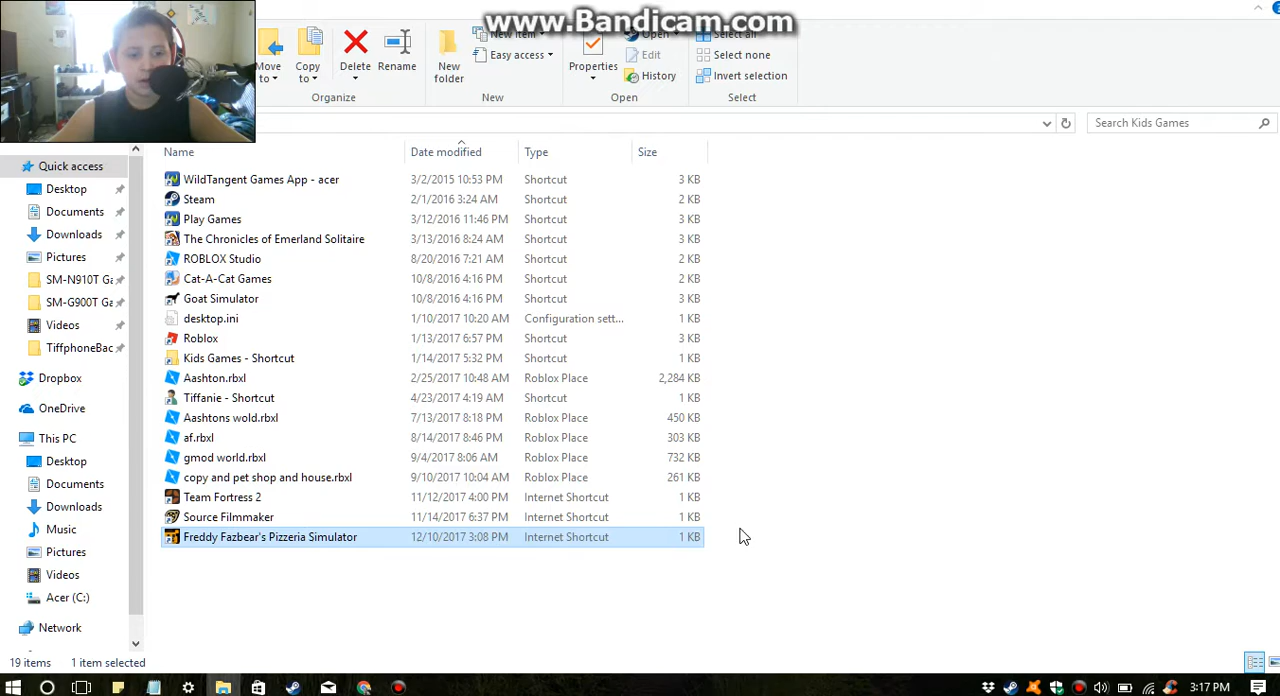 www.Bandicam.com
Move to
Copy to
Delete
Rename
New folder
New item
Easy access
Properties
Open
Edit
History
Select all
Select none
Invert selection
Organize
New
Open
Select
Search Kids Games
Quick access
Desktop
Documents
Downloads
Pictures
SM-N910T Ga
SM-G900T Ga
Videos
TiffphoneBac
Dropbox
OneDrive
This PC
Desktop
Documents
Downloads
Music
Pictures
Videos
Acer (C:)
Network
Name Date modified Type Size
WildTangent Games App - acer 3/2/2015 10:53 PM Shortcut 3 KB
Steam 2/1/2016 3:24 AM Shortcut 2 KB
Play Games 3/12/2016 11:46 PM Shortcut 3 KB
The Chronicles of Emerland Solitaire 3/13/2016 8:24 AM Shortcut 3 KB
ROBLOX Studio 8/20/2016 7:21 AM Shortcut 2 KB
Cat-A-Cat Games 10/8/2016 4:16 PM Shortcut 2 KB
Goat Simulator 10/8/2016 4:16 PM Shortcut 3 KB
desktop.ini 1/10/2017 10:20 AM Configuration sett... 1 KB
Roblox 1/13/2017 6:57 PM Shortcut 3 KB
Kids Games - Shortcut 1/14/2017 5:32 PM Shortcut 1 KB
Aashton.rbxl 2/25/2017 10:48 AM Roblox Place 2,284 KB
Tiffanie - Shortcut 4/23/2017 4:19 AM Shortcut 1 KB
Aashtons wold.rbxl 7/13/2017 8:18 PM Roblox Place 450 KB
af.rbxl 8/14/2017 8:46 PM Roblox Place 303 KB
gmod world.rbxl 9/4/2017 8:06 AM Roblox Place 732 KB
copy and pet shop and house.rbxl 9/10/2017 10:04 AM Roblox Place 261 KB
Team Fortress 2 11/12/2017 4:00 PM Internet Shortcut 1 KB
Source Filmmaker 11/14/2017 6:37 PM Internet Shortcut 1 KB
Freddy Fazbear's Pizzeria Simulator 12/10/2017 3:08 PM Internet Shortcut 1 KB
19 items 1 item selected
3:17 PM